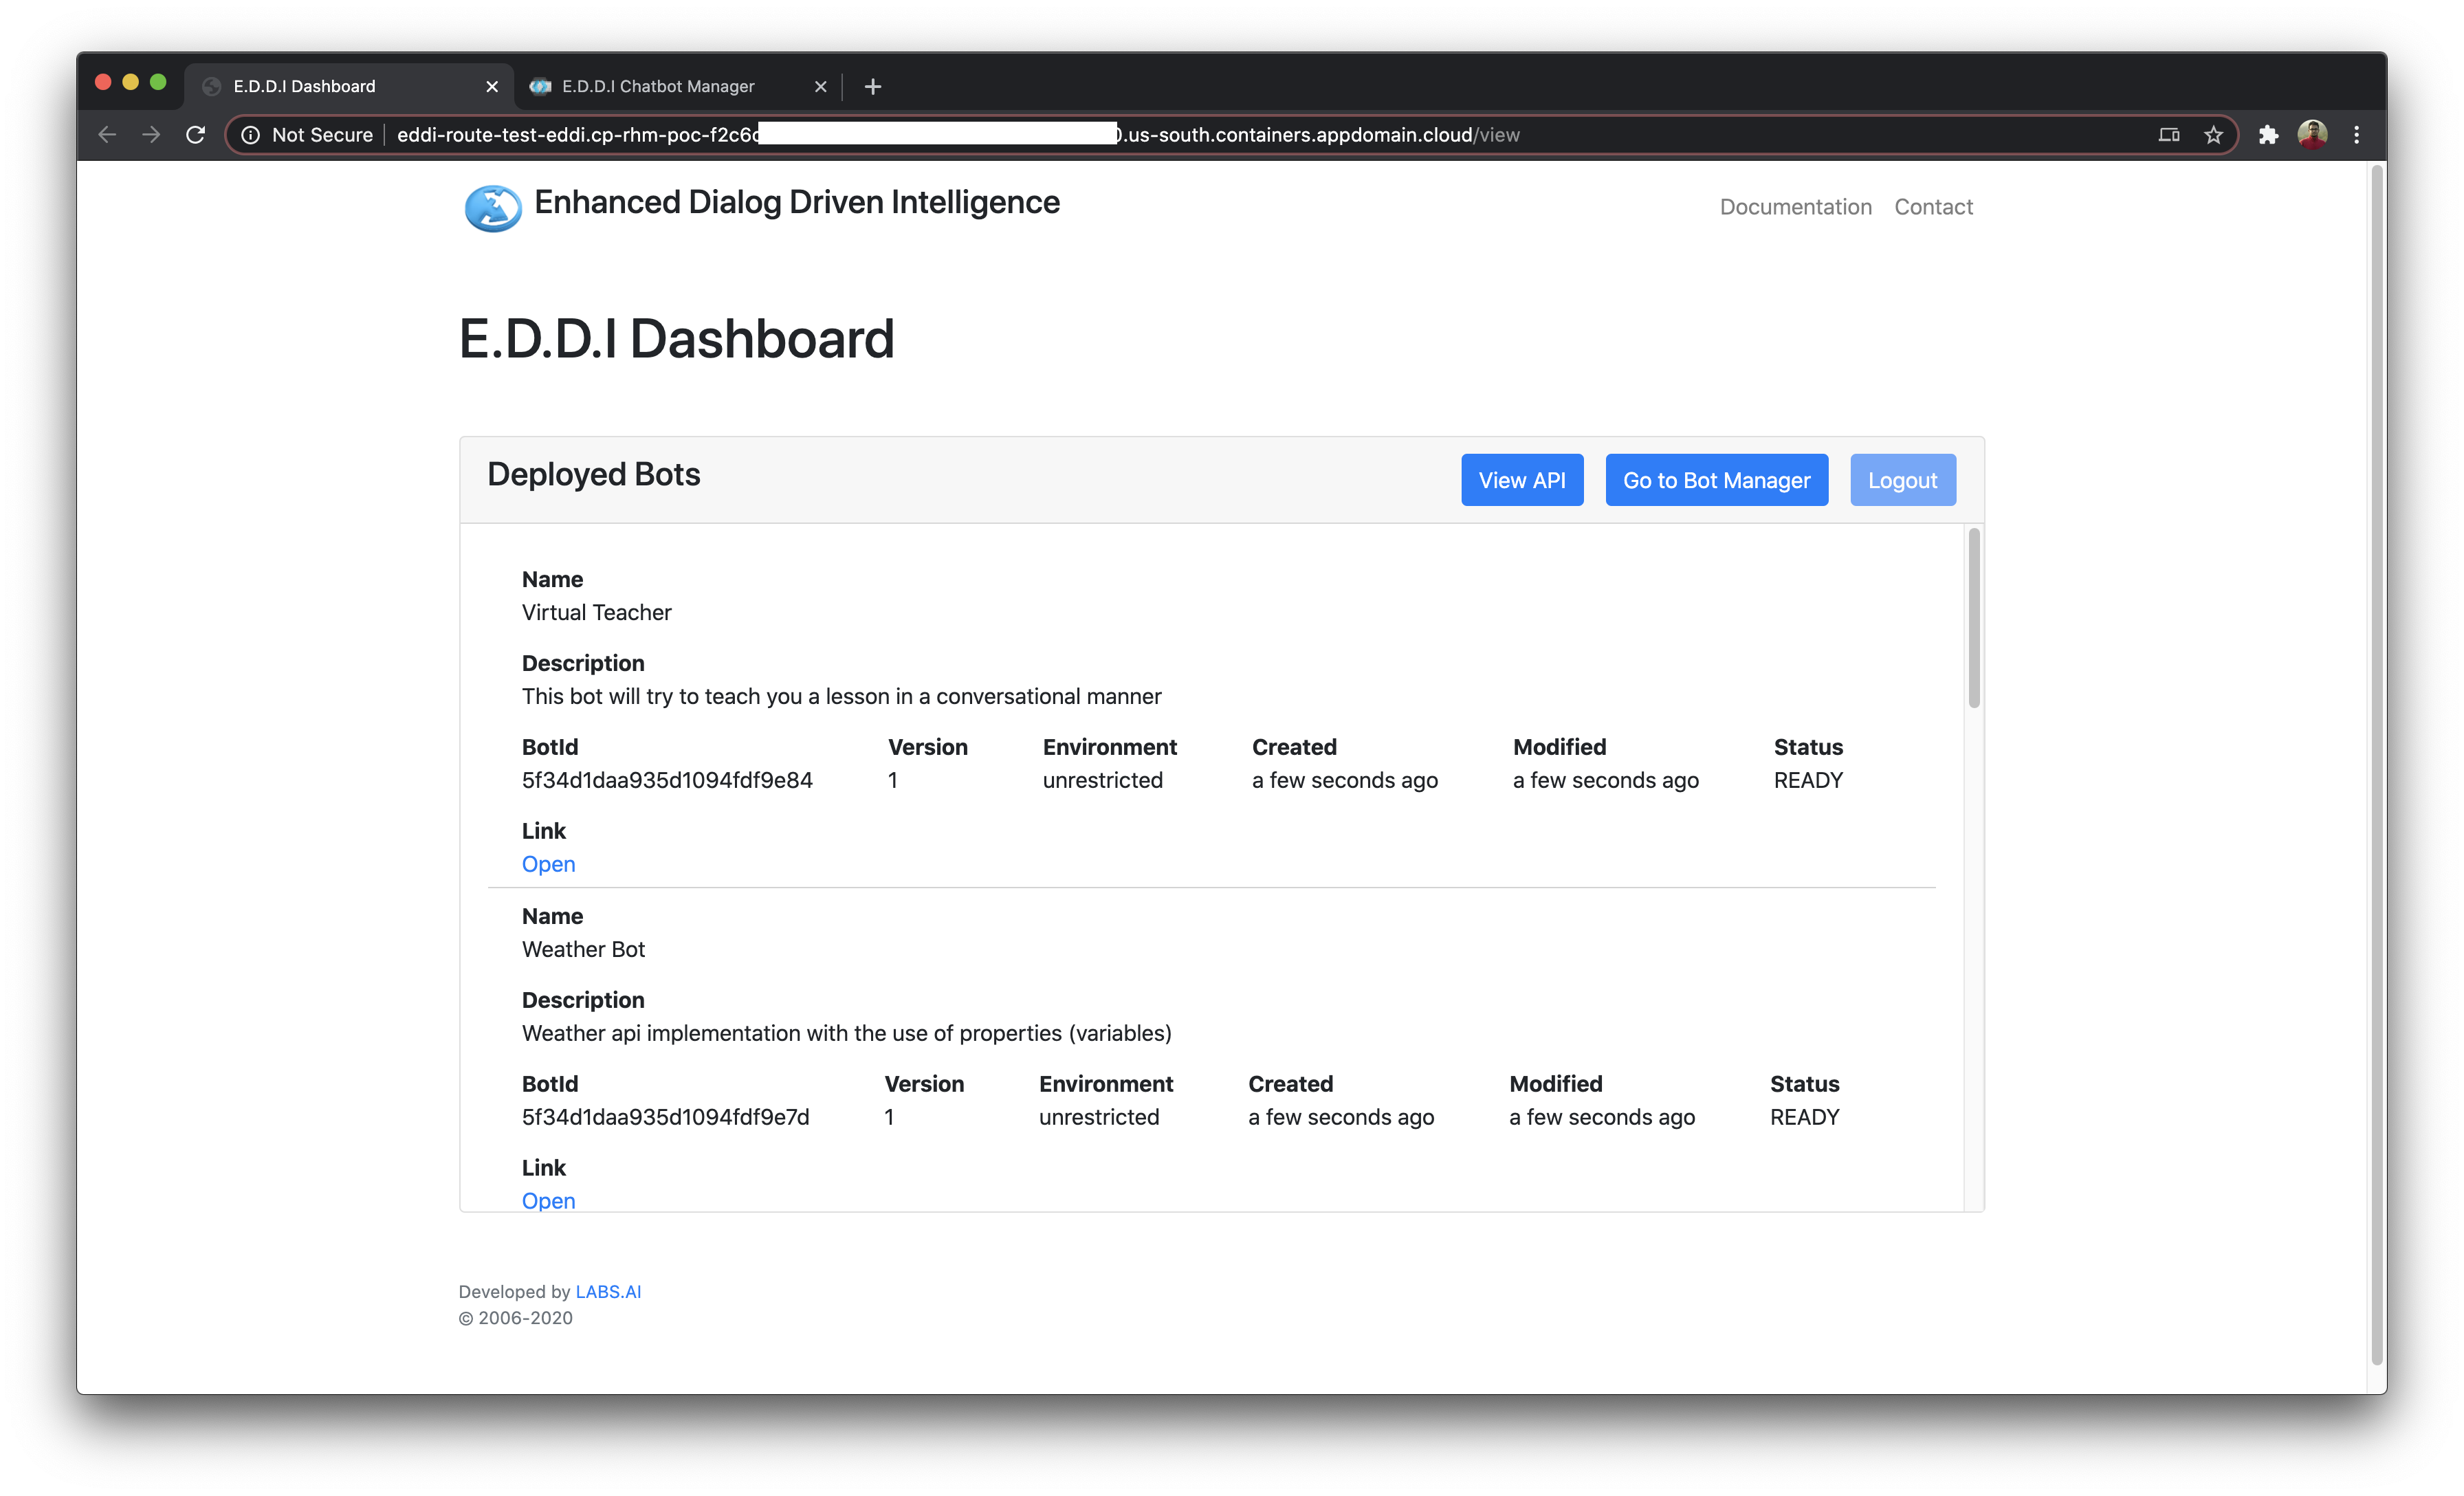 E.D.D.I Dashboard
E.D.D.I Chatbot Manager
Not Secure eddi-route-test-eddi.cp-rhm-poc-f2c6 .us-south.containers.appdomain.cloud/view
Enhanced Dialog Driven Intelligence
Documentation Contact
E.D.D.I Dashboard
Deployed Bots
View API Go to Bot Manager Logout
Name
Virtual Teacher
Description
This bot will try to teach you a lesson in a conversational manner
BotId Version Environment Created Modified Status
5f34d1daa935d1094fdf9e84 1 unrestricted a few seconds ago a few seconds ago READY
Link
Open
Name
Weather Bot
Description
Weather api implementation with the use of properties (variables)
BotId Version Environment Created Modified Status
5f34d1daa935d1094fdf9e7d 1 unrestricted a few seconds ago a few seconds ago READY
Link
Open
Developed by LABS.AI
© 2006-2020